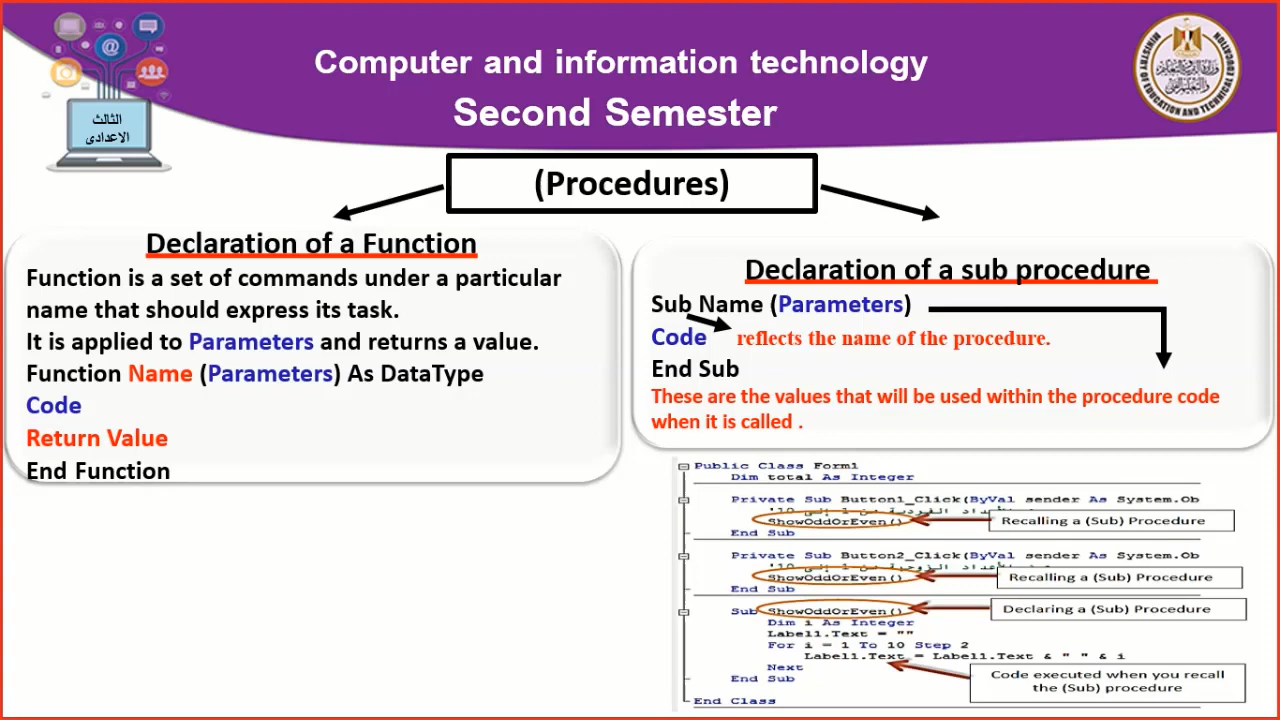 Computer and information technology
Second Semester
الثالث
الاعدادى
MINISTRY OF EDUCATION AND TECHNICAL EDUCATION
(Procedures)
Declaration of a Function
Function is a set of commands under a particular
name that should express its task.
It is applied to Parameters and returns a value.
Function Name (Parameters) As DataType
Code
Return Value
End Function
Declaration of a sub procedure
Sub Name (Parameters)
Code reflects the name of the procedure.
End Sub
These are the values that will be used within the procedure code
when it is called .
Public Class Form1
Dim total As Integer
Private Sub Button1_Click(ByVal sender As System.Ob
ShowOddOrEven()
Recalling a (Sub) Procedure
End Sub
Private Sub Button2_Click(ByVal sender As System.Ob
ShowOddOrEven()
Recalling a (Sub) Procedure
End Sub
Sub ShowOddOrEven()
Declaring a (Sub) Procedure
Dim i As Integer
Label1.Text = ""
For i = 1 To 10 Step 2
Label1.Text = Label1.Text & " " & i
Next
End Sub
Code executed when you recall
the (Sub) procedure
End Class